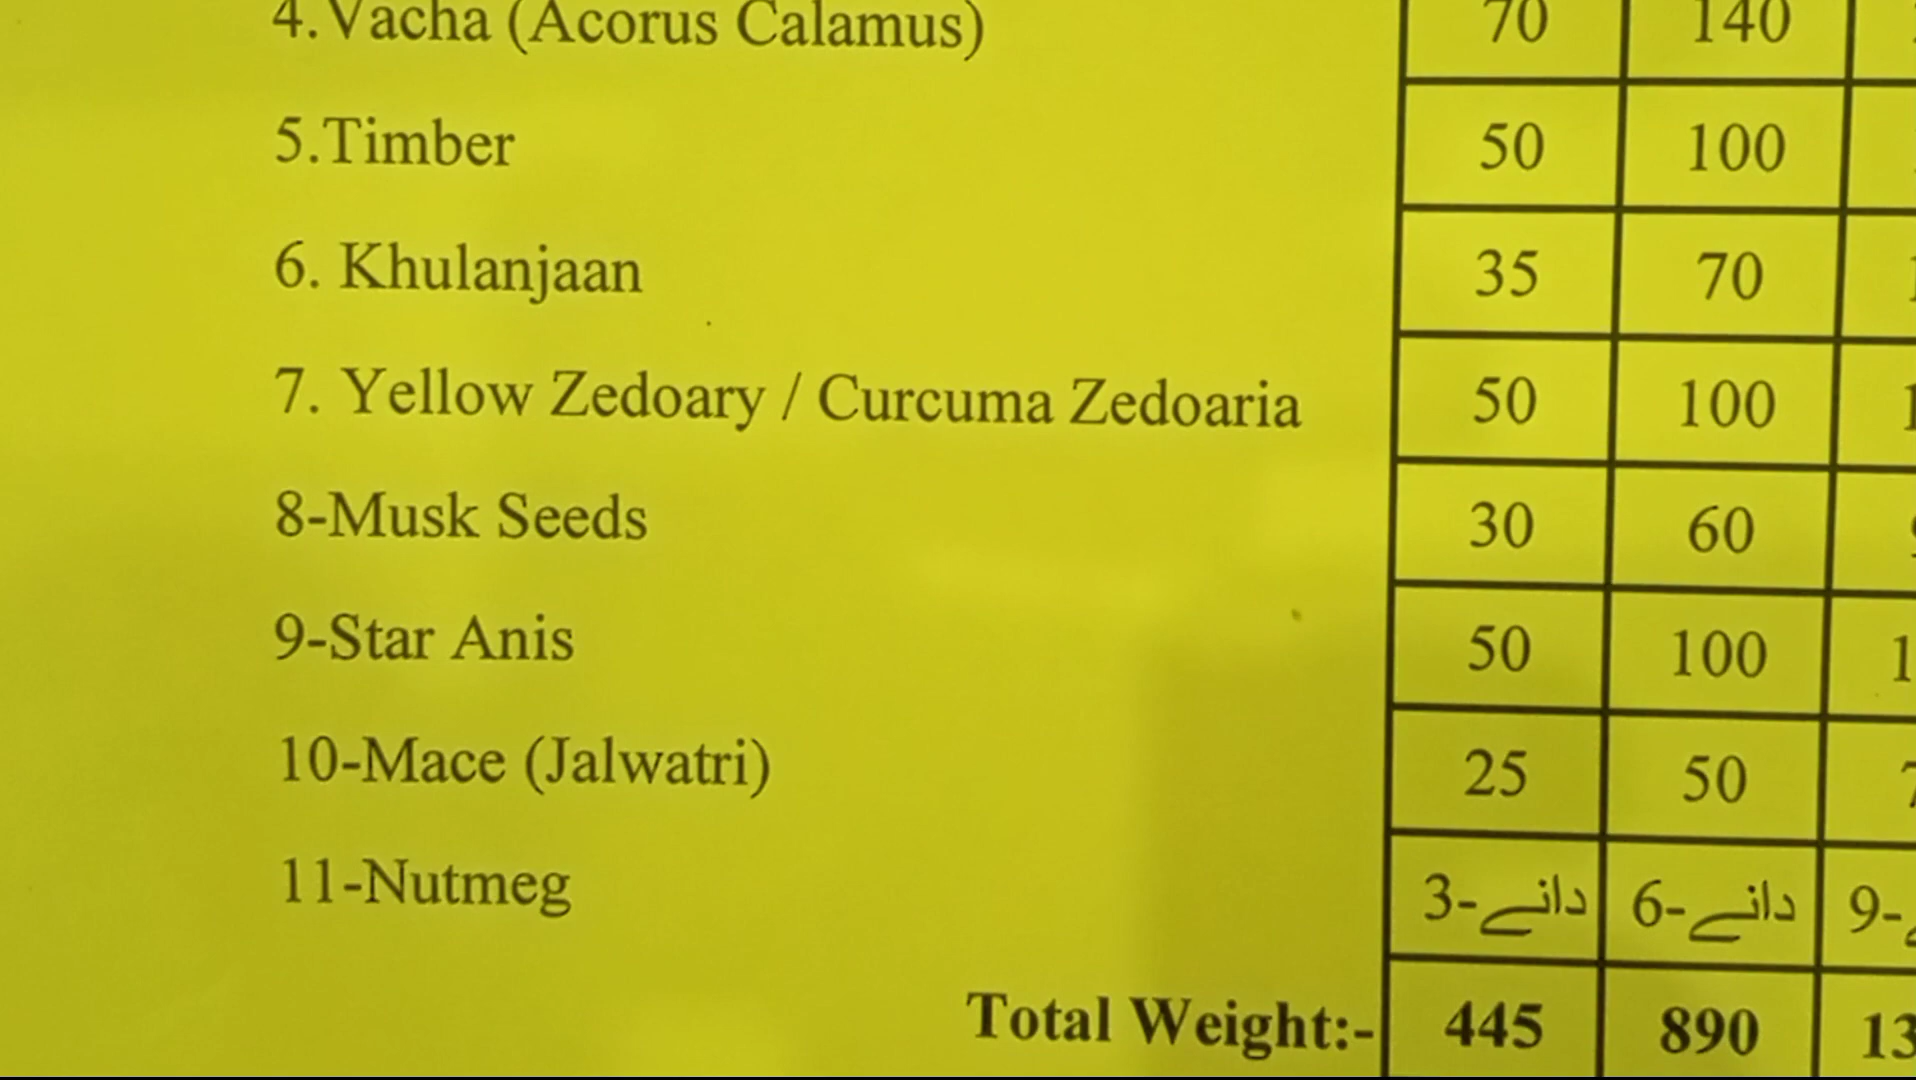 4.Vacha (Acorus Calamus) 70 140
5.Timber 50 100
6. Khulanjaan 35 70
7. Yellow Zedoary / Curcuma Zedoaria 50 100
8-Musk Seeds 30 60
9-Star Anis 50 100
10-Mace (Jalwatri) 25 50
11-Nutmeg 3-دانے 6-دانے 9-
Total Weight:- 445 890